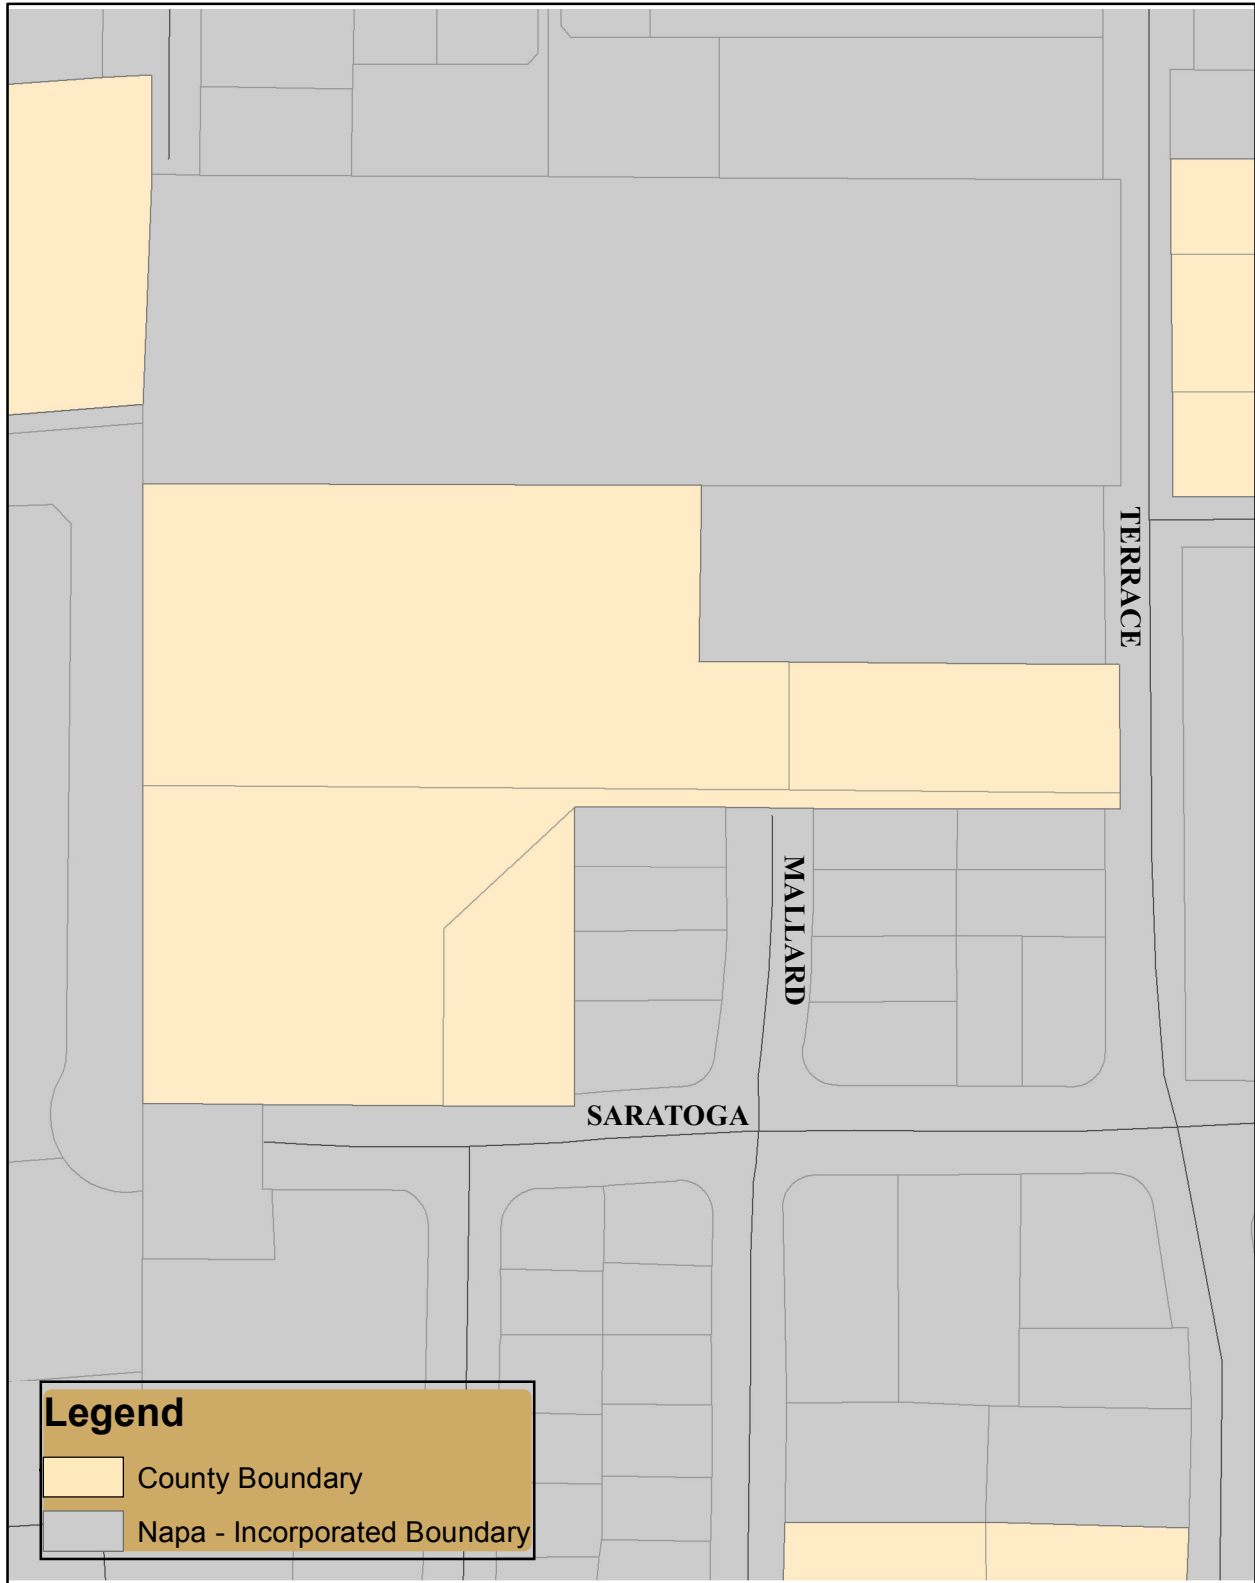 TERRACE
MALLARD
SARATOGA
Legend
County Boundary
Napa - Incorporated Boundary